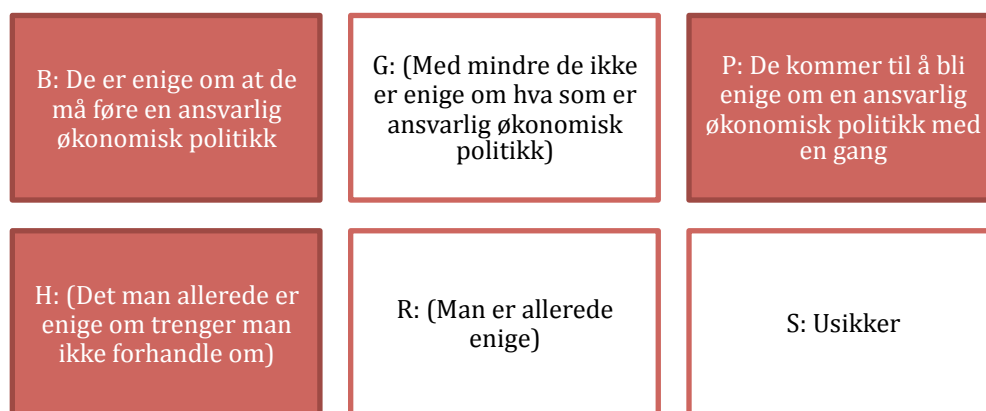 B: De er enige om at de
må føre en ansvarlig
økonomisk politikk
G: (Med mindre de ikke
er enige om hva som er
ansvarlig økonomisk
politikk)
P: De kommer til å bli
enige om en ansvarlig
økonomisk politikk med
en gang
H: (Det man allerede er
enige om trenger man
ikke forhandle om)
R: (Man er allerede
enige)
S: Usikker